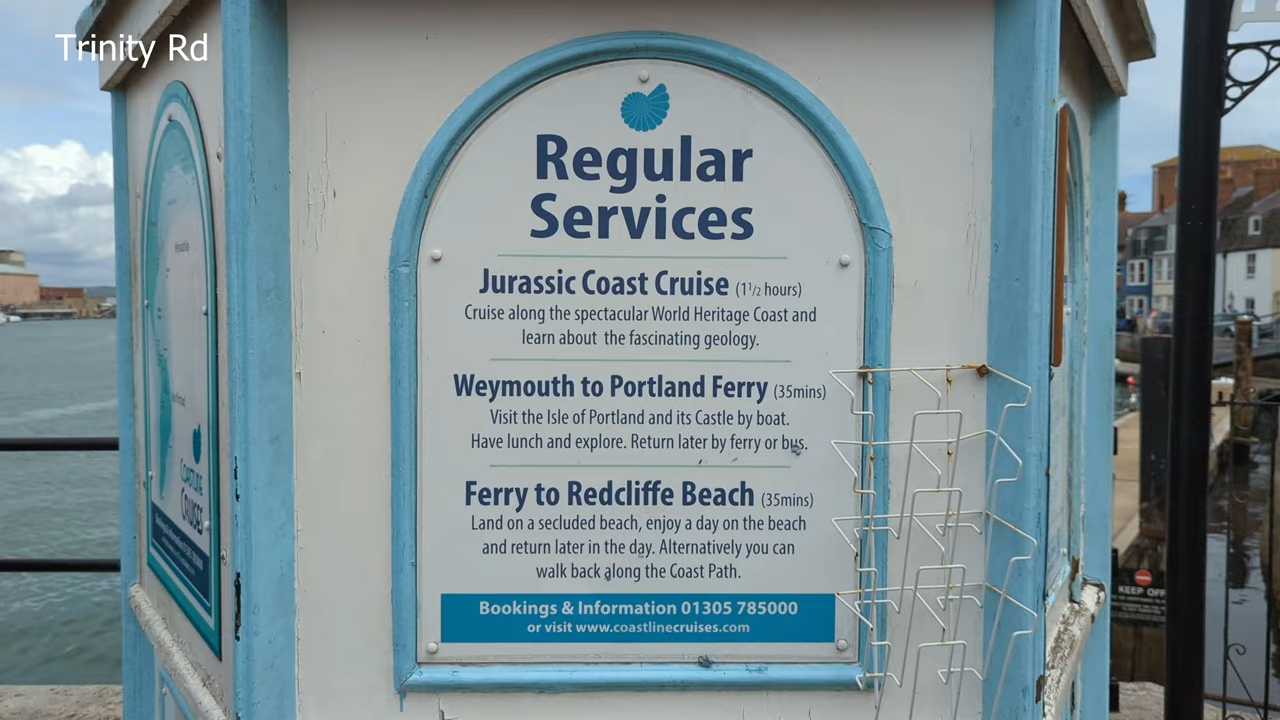 Trinity Rd
Regular
Services
Jurassic Coast Cruise (1 1/2 hours)
Cruise along the spectacular World Heritage Coast and
learn about the fascinating geology.
Weymouth to Portland Ferry (35mins)
Visit the Isle of Portland and its Castle by boat.
Have lunch and explore. Return later by ferry or bus.
Ferry to Redcliffe Beach (35mins)
Land on a secluded beach, enjoy a day on the beach
and return later in the day. Alternatively you can
walk back along the Coast Path.
Bookings & Information 01305 785000
or visit www.coastlinecruises.com
COASTLINE
CRUISES
KEEP OFF